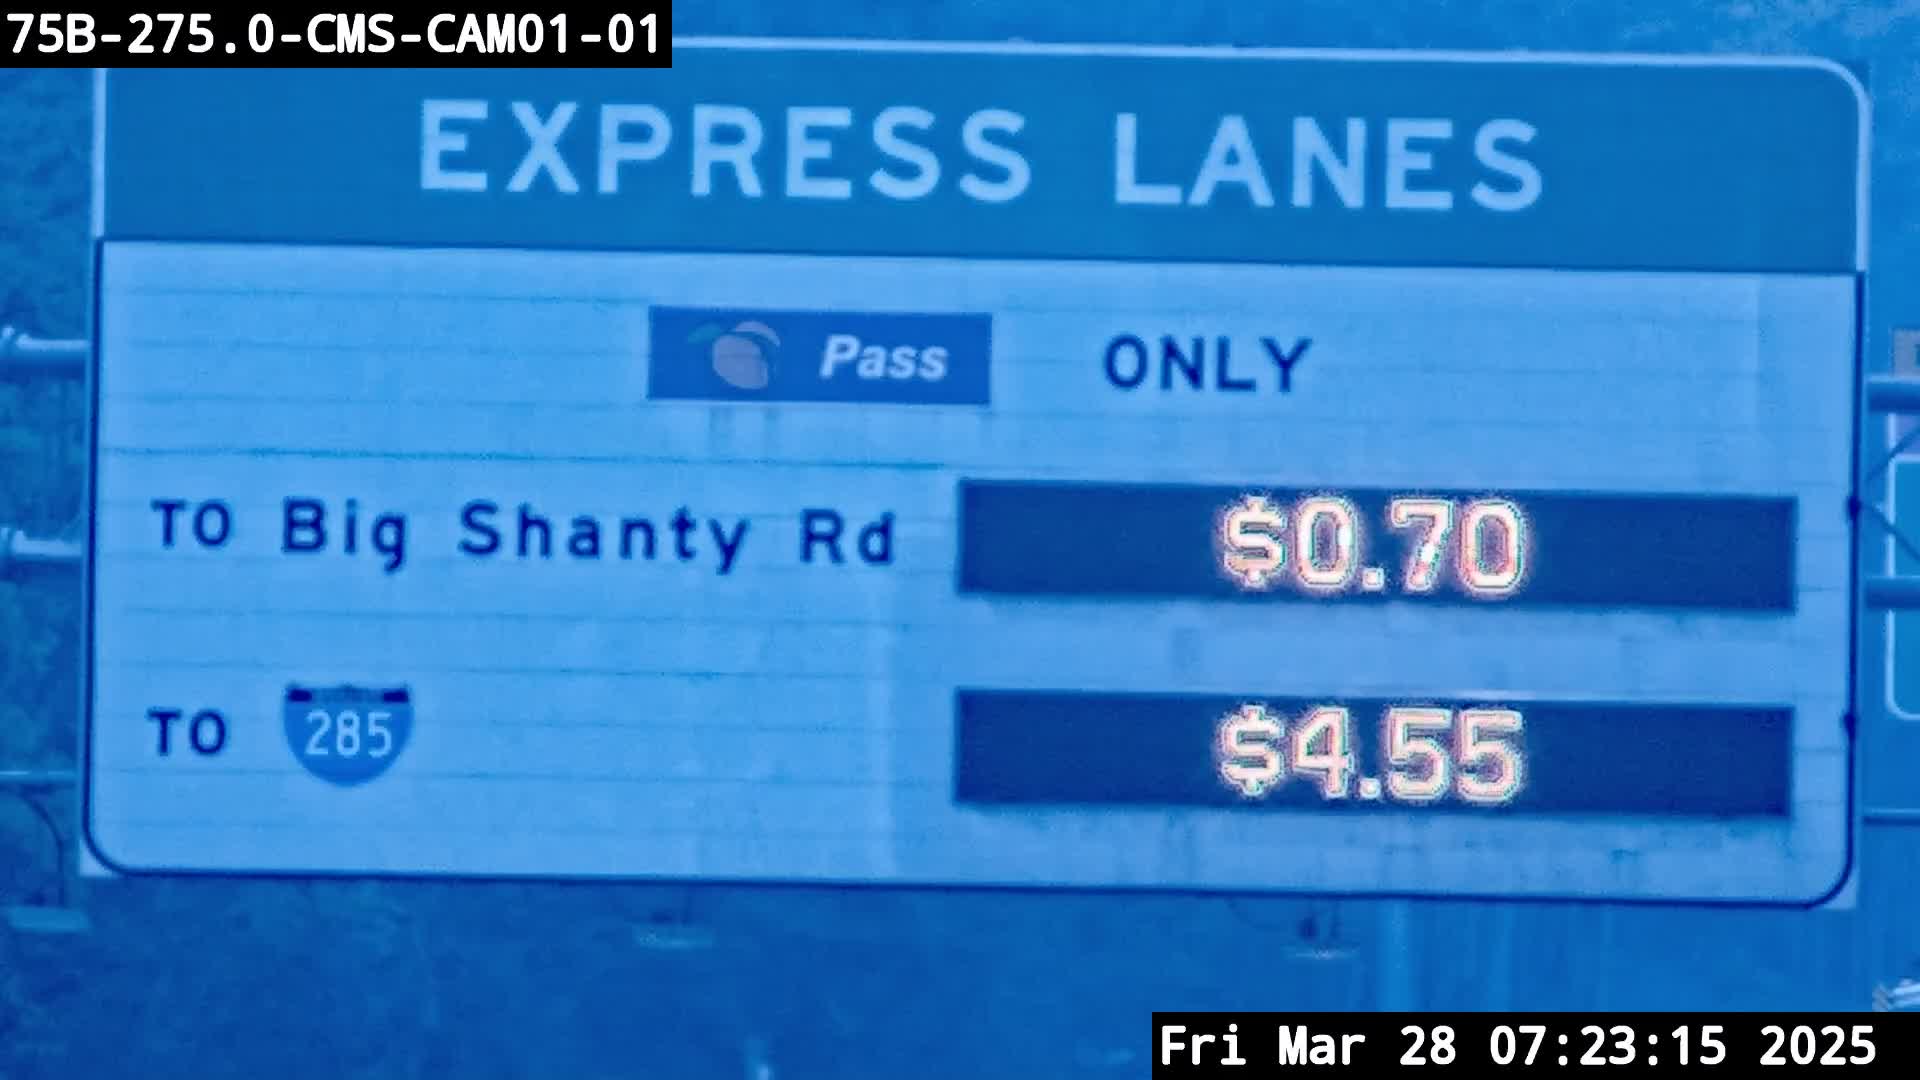 75B-275.0-CMS-CAM01-01
EXPRESS LANES
Pass ONLY
TO Big Shanty Rd $0.70
TO 285 $4.55
Fri Mar 28 07:23:15 2025